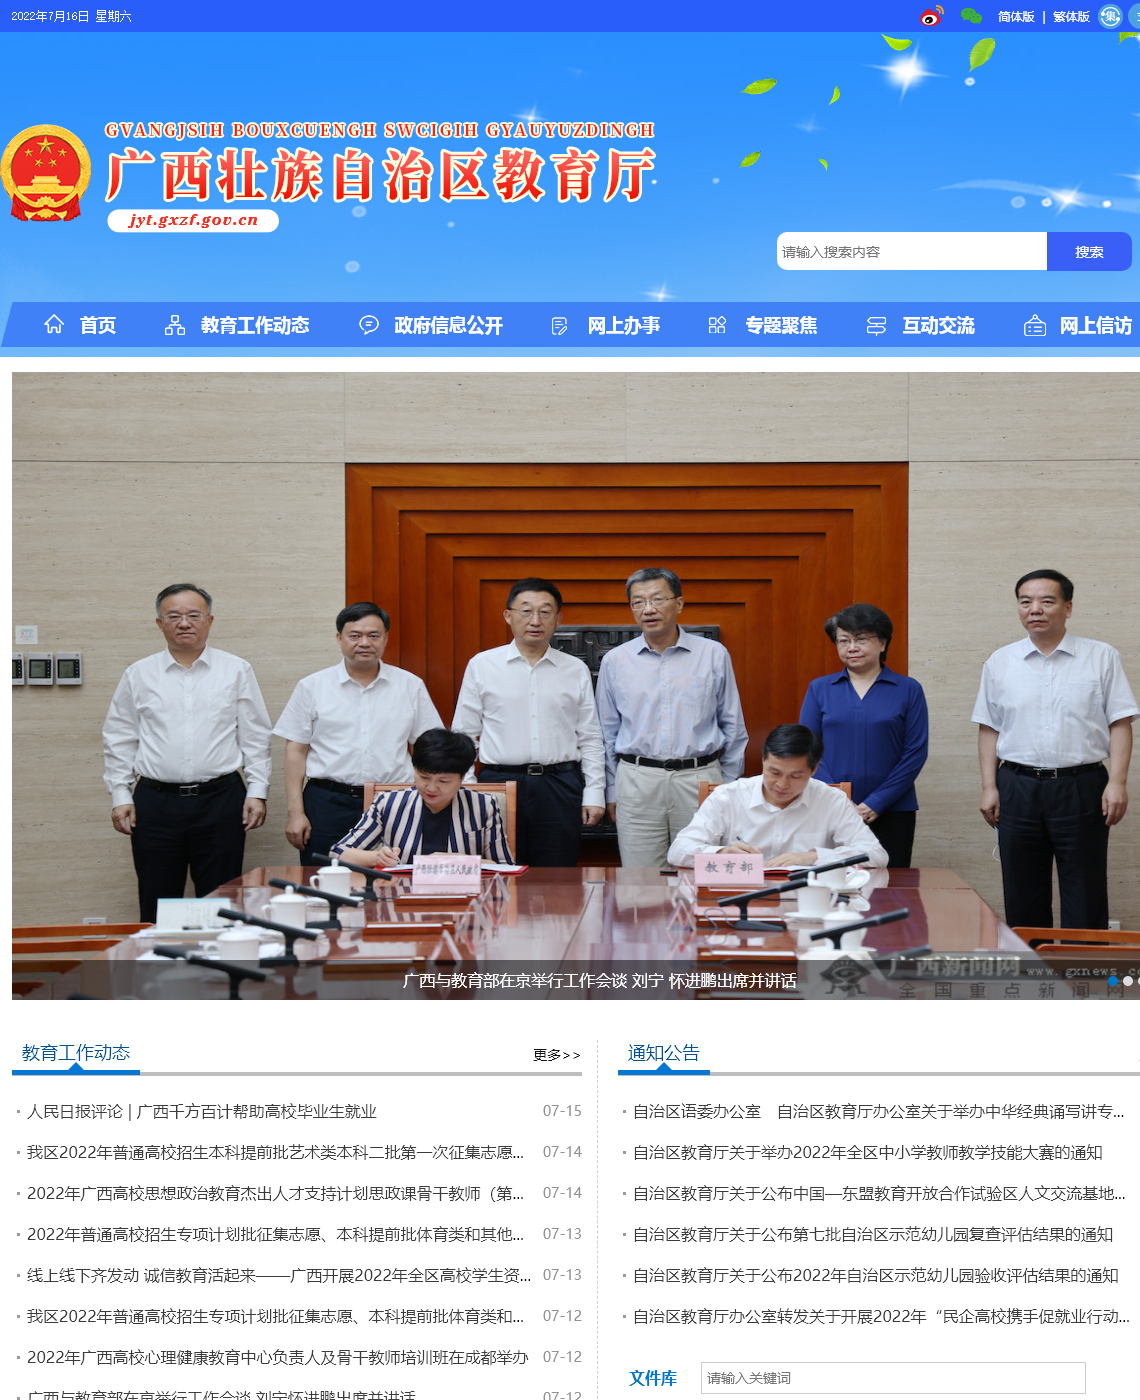 2022年7月16日 星期六
简体版 | 繁体版
GVANGJSIH BOUXCUENGH SWCIGIH GYAUYUZDINGH
广西壮族自治区教育厅
jyt.gxzf.gov.cn
请输入搜索内容
搜索
首页 教育工作动态 政府信息公开 网上办事 专题聚焦 互动交流 网上信访
教育部
广西新闻网
www.gxnews.c
全国重点新闻网
广西与教育部在京举行工作会谈 刘宁 怀进鹏出席并讲话
教育工作动态
更多>>
人民日报评论 | 广西千方百计帮助高校毕业生就业 07-15
我区2022年普通高校招生本科提前批艺术类本科二批第一次征集志愿... 07-14
2022年广西高校思想政治教育杰出人才支持计划思政课骨干教师（第... 07-14
2022年普通高校招生专项计划批征集志愿、本科提前批体育类和其他... 07-13
线上线下齐发动 诚信教育活起来——广西开展2022年全区高校学生资... 07-13
我区2022年普通高校招生专项计划批征集志愿、本科提前批体育类和... 07-12
2022年广西高校心理健康教育中心负责人及骨干教师培训班在成都举办 07-12
广西与教育部在京举行工作会谈 刘宁怀进鹏出席并讲话 07-12
通知公告
自治区语委办公室　自治区教育厅办公室关于举办中华经典诵写讲专...
自治区教育厅关于举办2022年全区中小学教师教学技能大赛的通知
自治区教育厅关于公布中国—东盟教育开放合作试验区人文交流基地...
自治区教育厅关于公布第七批自治区示范幼儿园复查评估结果的通知
自治区教育厅关于公布2022年自治区示范幼儿园验收评估结果的通知
自治区教育厅办公室转发关于开展2022年“民企高校携手促就业行动...
文件库
请输入关键词